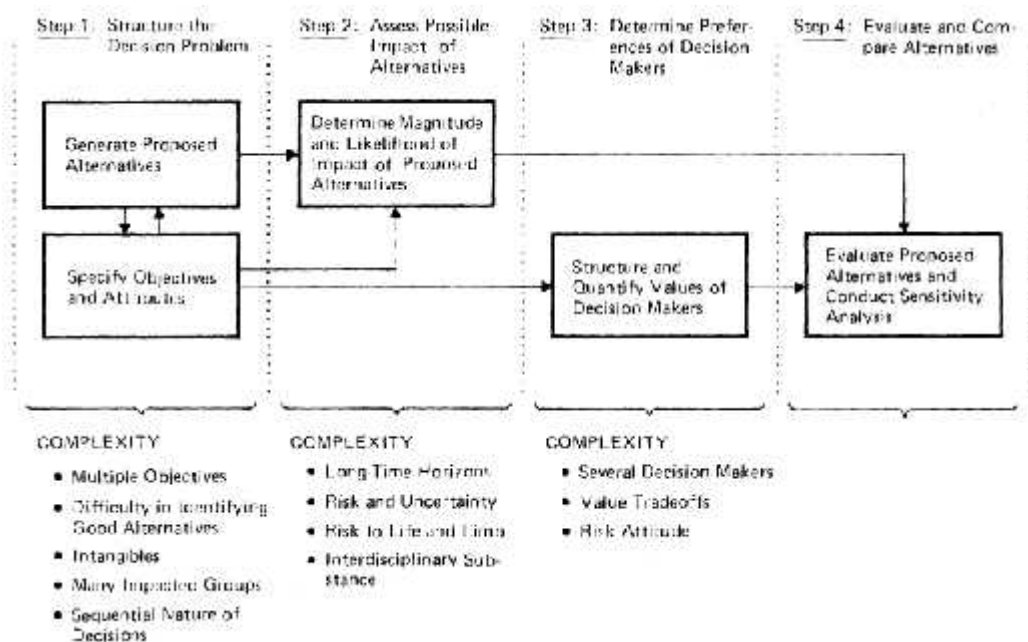 Step 1: Structure the
Decision Problem
Step 2: Assess Possible
Impact of
Alternatives
Step 3: Determine Prefer-
ences of Decision
Makers
Step 4: Evaluate and Com-
pare Alternatives
Generate Proposed
Alternatives
Determine Magnitude
and Likelihood of
Impact of Proposed
Alternatives
Specify Objectives
and Attributes
Structure and
Quantify Values of
Decision Makers
Evaluate Proposed
Alternatives and
Conduct Sensitivity
Analysis
COMPLEXITY
• Multiple Objectives
• Difficulty in Identifying
Good Alternatives
• Intangibles
• Many Impacted Groups
• Sequential Nature of
Decisions
COMPLEXITY
• Long Time Horizons
• Risk and Uncertainty
• Risk to Life and Limb
• Interdisciplinary Sub-
stance
COMPLEXITY
• Several Decision Makers
• Value Tradeoffs
• Risk Attitude